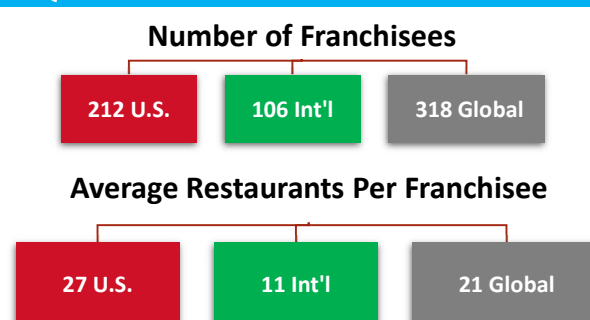 Number of Franchisees
212 U.S. 106 Int'l 318 Global
Average Restaurants Per Franchisee
27 U.S. 11 Int'l 21 Global